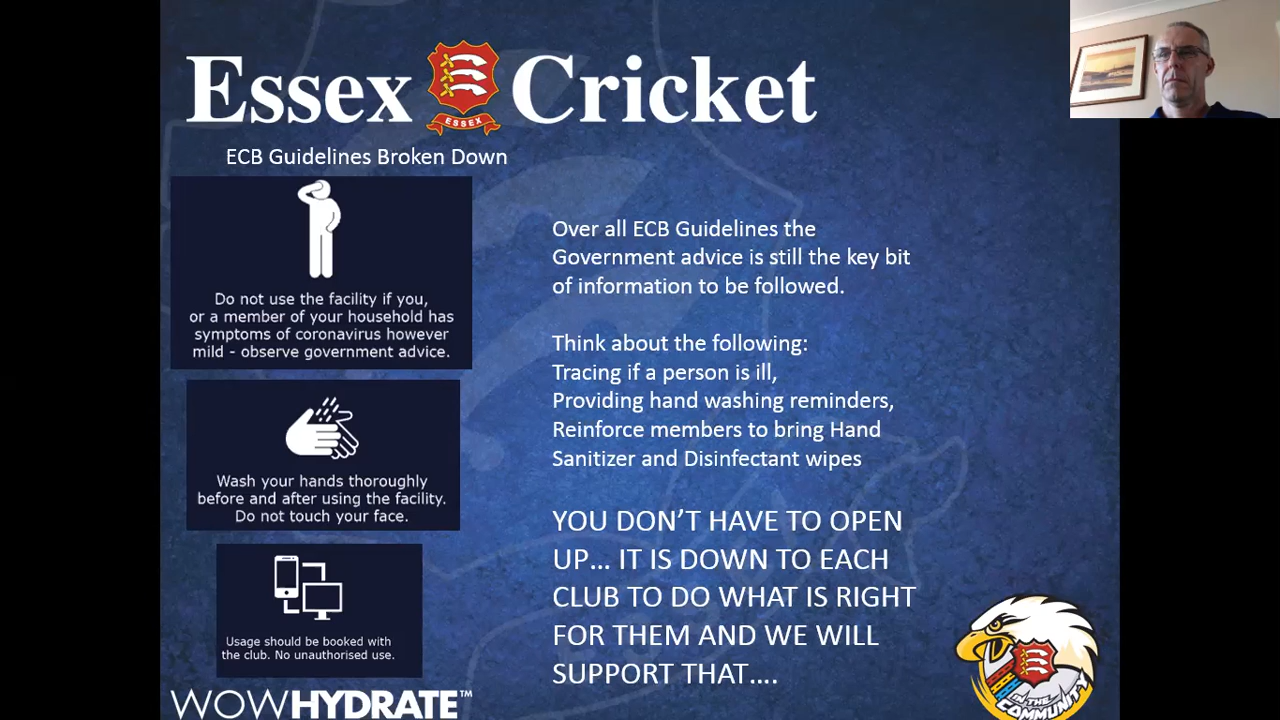 Essex Cricket
ESSEX
ECB Guidelines Broken Down
Do not use the facility if you,
or a member of your household has
symptoms of coronavirus however
mild - observe government advice.
Wash your hands thoroughly
before and after using the facility.
Do not touch your face.
Usage should be booked with
the club. No unauthorised use.
WOWHYDRATE™
Over all ECB Guidelines the
Government advice is still the key bit
of information to be followed.
Think about the following:
Tracing if a person is ill,
Providing hand washing reminders,
Reinforce members to bring Hand
Sanitizer and Disinfectant wipes
YOU DON’T HAVE TO OPEN
UP… IT IS DOWN TO EACH
CLUB TO DO WHAT IS RIGHT
FOR THEM AND WE WILL
SUPPORT THAT….
IN THE
COMMUNITY